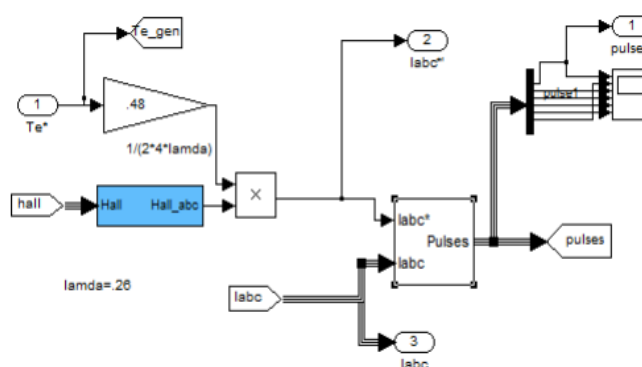 Te_gen
1
Te*
.48
1/(2*4*lamda)
2
Iabc*'
1
pulse
pulse1
hall
Hall
Hall_abc
×
Iabc*
Iabc
Pulses
pulses
lamda=.26
Iabc
3
Iabc